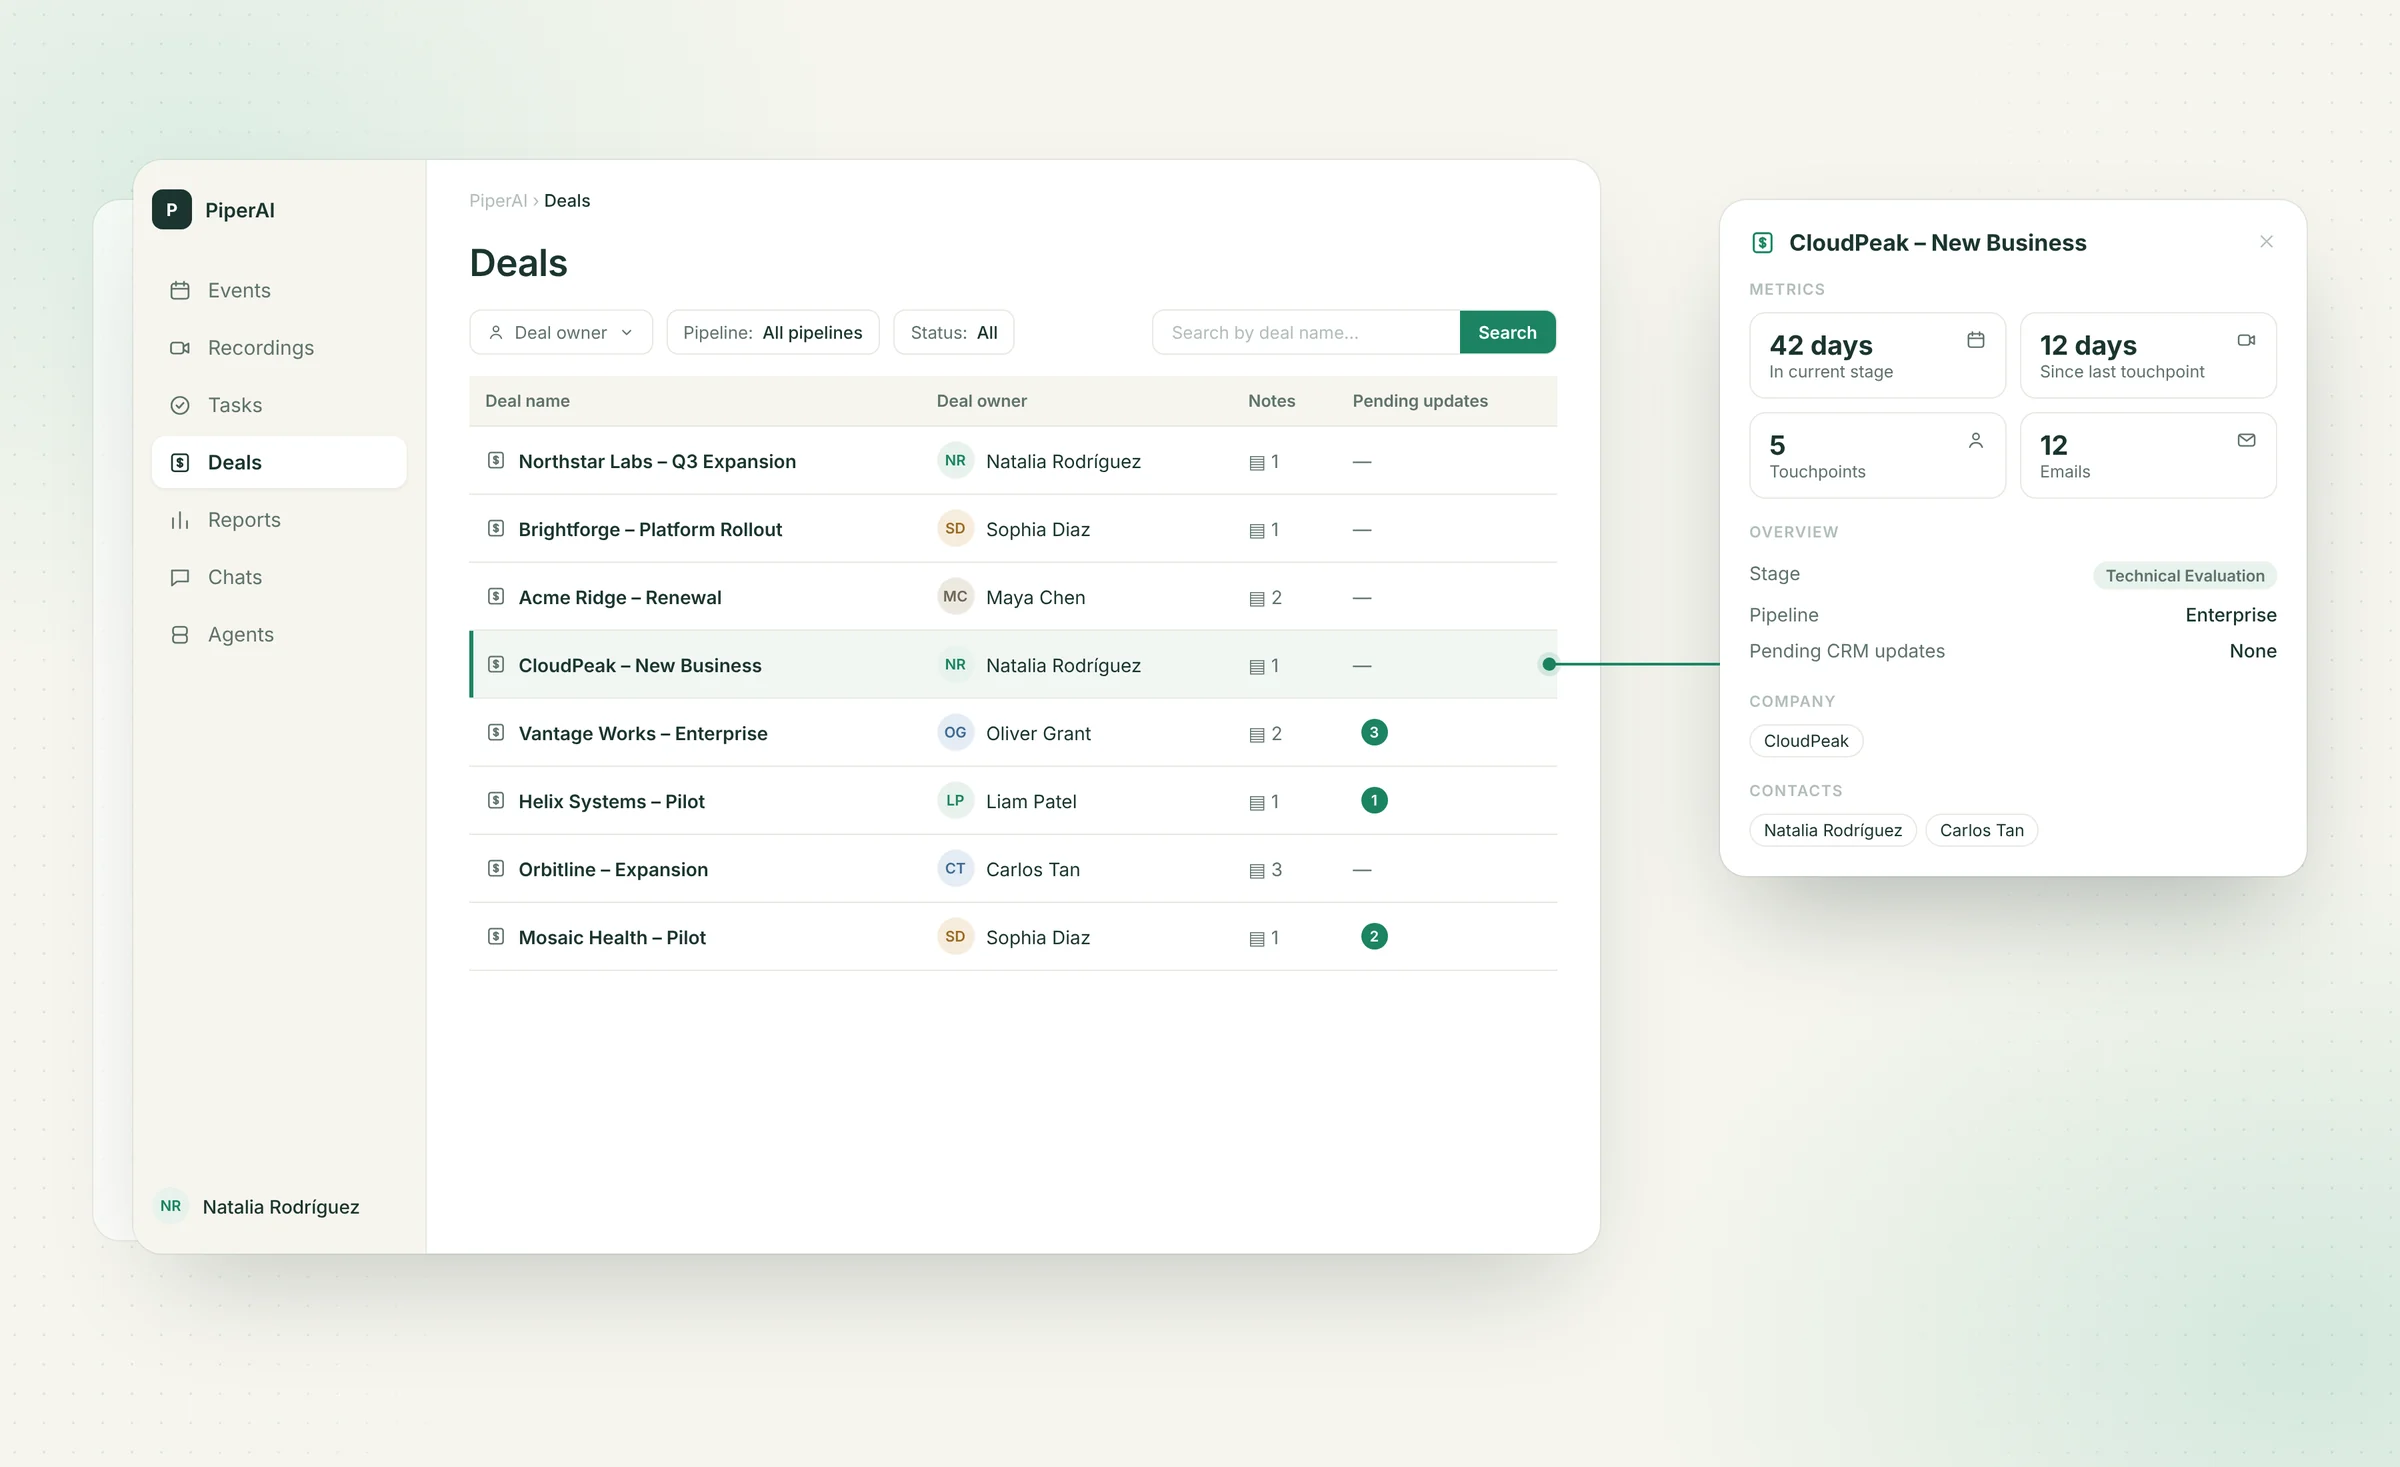 P PiperAI
Events
Recordings
Tasks
Deals
Reports
Chats
Agents
NR Natalia Rodríguez
PiperAI › Deals
Deals
Deal owner
Pipeline: All pipelines
Status: All
Search by deal name...
Search
Deal name Deal owner Notes Pending updates
Northstar Labs – Q3 Expansion NR Natalia Rodríguez 1 —
Brightforge – Platform Rollout SD Sophia Diaz 1 —
Acme Ridge – Renewal MC Maya Chen 2 —
CloudPeak – New Business NR Natalia Rodríguez 1 —
Vantage Works – Enterprise OG Oliver Grant 2 3
Helix Systems – Pilot LP Liam Patel 1 1
Orbitline – Expansion CT Carlos Tan 3 —
Mosaic Health – Pilot SD Sophia Diaz 1 2
CloudPeak – New Business
METRICS
42 days
In current stage
12 days
Since last touchpoint
5
Touchpoints
12
Emails
OVERVIEW
Stage Technical Evaluation
Pipeline Enterprise
Pending CRM updates None
COMPANY
CloudPeak
CONTACTS
Natalia Rodríguez Carlos Tan